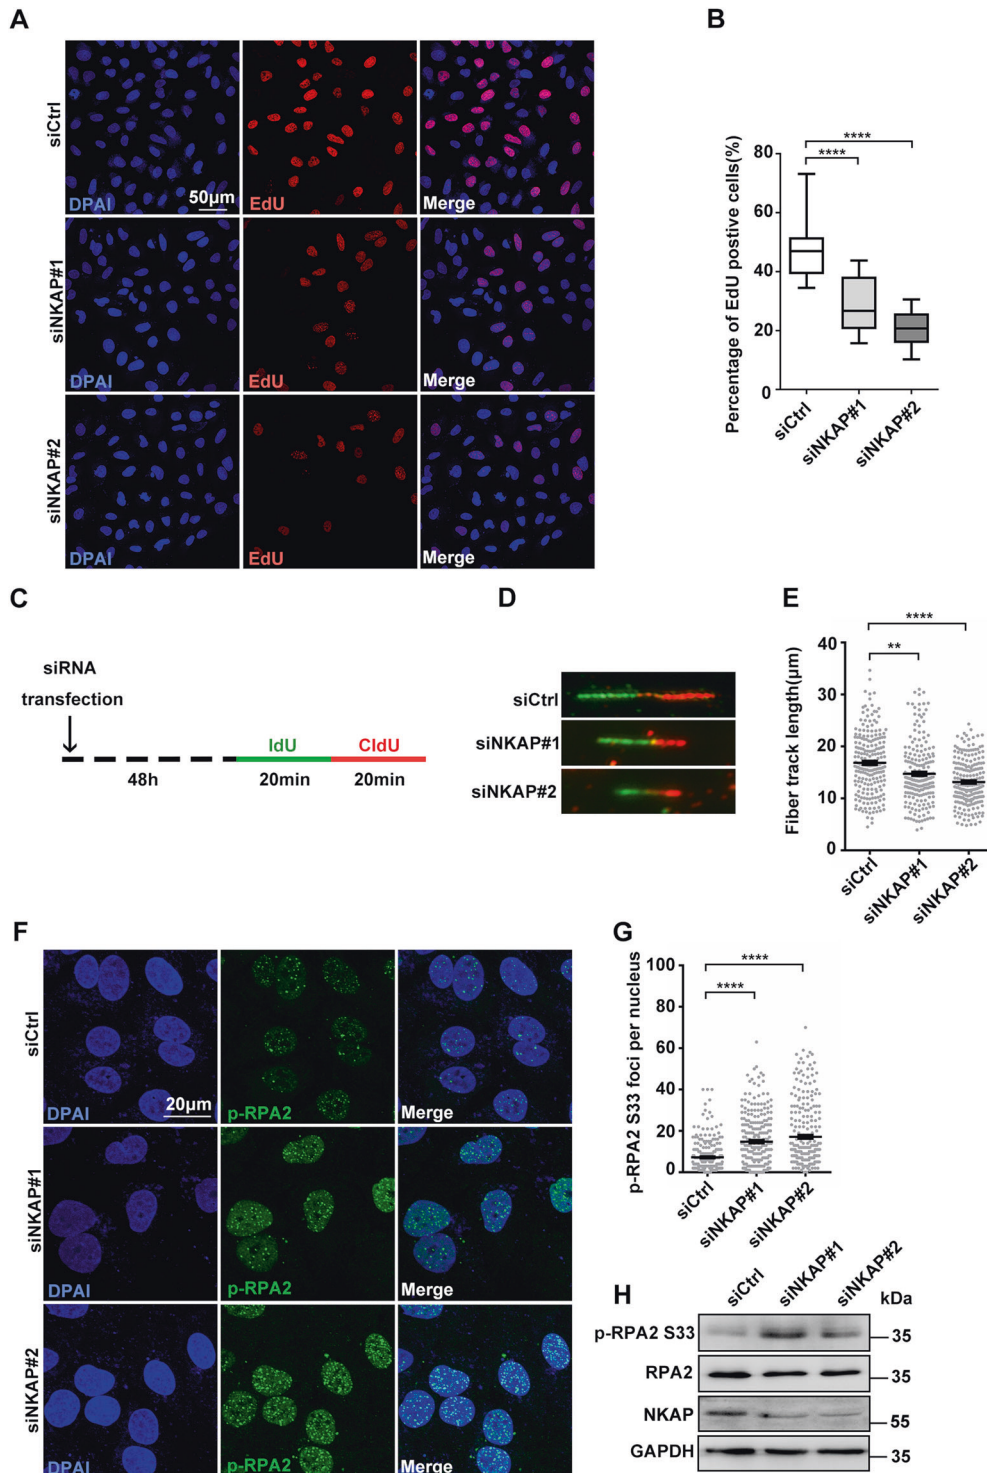 A
siCtrl
DPAI
50μm
EdU
Merge
siNKAP#1
DPAI
EdU
Merge
siNKAP#2
DPAI
EdU
Merge
B
Percentage of EdU postive cells(%)
80
60
40
20
0
****
****
siCtrl
siNKAP#1
siNKAP#2
C
siRNA
transfection
48h
IdU
20min
CldU
20min
D
siCtrl
siNKAP#1
siNKAP#2
E
Fiber track length(μm)
40
30
20
10
0
****
**
siCtrl
siNKAP#1
siNKAP#2
F
siCtrl
DPAI
20μm
p-RPA2
Merge
siNKAP#1
DPAI
p-RPA2
Merge
siNKAP#2
DPAI
p-RPA2
Merge
G
p-RPA2 S33 foci per nucleus
100
80
60
40
20
0
****
****
siCtrl
siNKAP#1
siNKAP#2
H
siCtrl
siNKAP#1
siNKAP#2
kDa
p-RPA2 S33
35
RPA2
35
NKAP
55
GAPDH
35